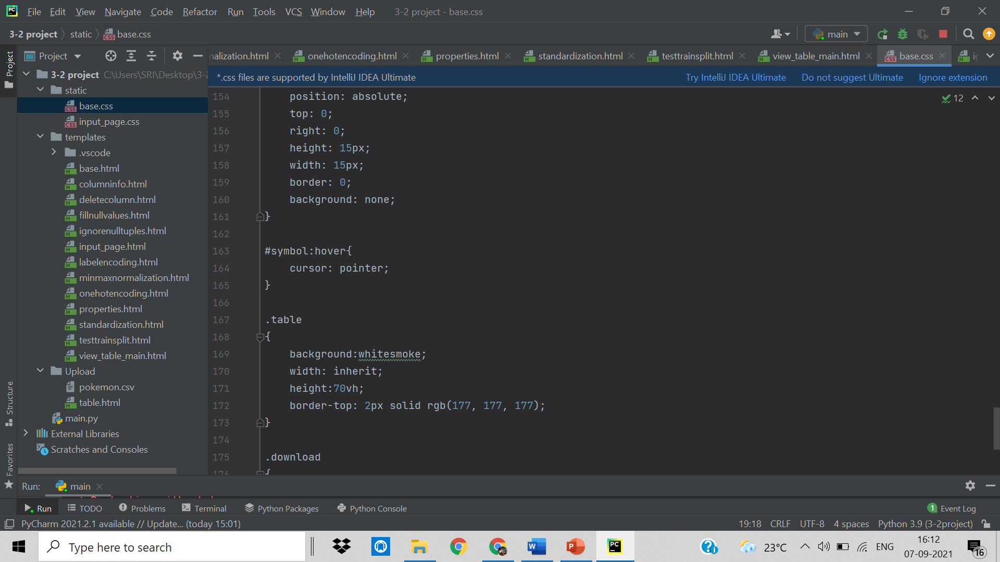 File Edit View Navigate Code Refactor Run Tools VCS Window Help 3-2 project - base.css
3-2 project static base.css main
Project
Project
nalization.html onehotencoding.html properties.html standardization.html testtrainsplit.html view_table_main.html base.css
*.css files are supported by IntelliJ IDEA Ultimate Try IntelliJ IDEA Ultimate Do not suggest Ultimate Ignore extension
3-2 project C:\Users\SRI\Desktop\3-2
static
base.css
input_page.css
templates
.vscode
base.html
columninfo.html
deletecolumn.html
fillnullvalues.html
ignorenulltuples.html
input_page.html
labelencoding.html
minmaxnormalization.html
onehotencoding.html
properties.html
standardization.html
testtrainsplit.html
view_table_main.html
Upload
pokemon.csv
table.html
main.py
External Libraries
Scratches and Consoles
Structure
Favorites
12
154 position: absolute;
155 top: 0;
156 right: 0;
157 height: 15px;
158 width: 15px;
159 border: 0;
160 background: none;
161 }
162
163 #symbol:hover{
164 cursor: pointer;
165 }
166
167 .table
168 {
169 background:whitesmoke;
170 width: inherit;
171 height:70vh;
172 border-top: 2px solid rgb(177, 177, 177);
173 }
174
175 .download
176 {
Run: main
Run TODO Problems Terminal Python Packages Python Console 1 Event Log
PyCharm 2021.2.1 available // Update... (today 15:01) 19:18 CRLF UTF-8 4 spaces Python 3.9 (3-2project)
Type here to search
23°C ENG
16:12
07-09-2021
16